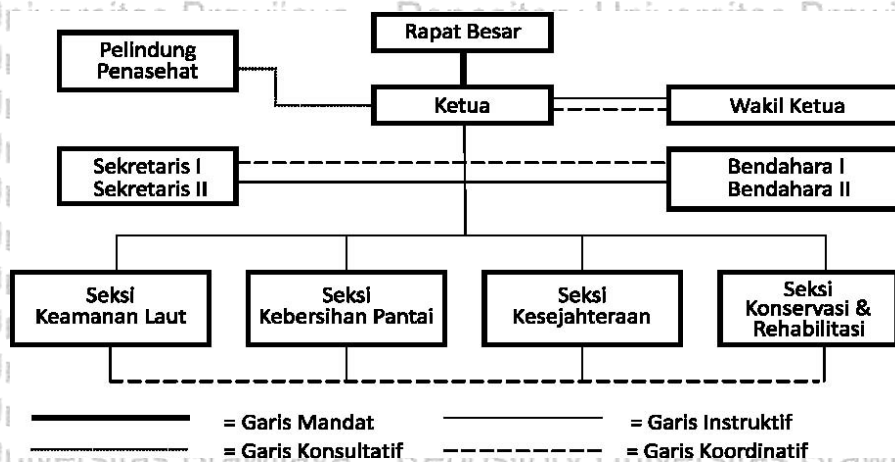 Rapat Besar
Pelindung
Penasehat
Ketua
Wakil Ketua
Sekretaris I
Sekretaris II
Bendahara I
Bendahara II
Seksi
Keamanan Laut
Seksi
Kebersihan Pantai
Seksi
Kesejahteraan
Seksi
Konservasi &
Rehabilitasi
= Garis Mandat
= Garis Instruktif
= Garis Konsultatif
= Garis Koordinatif